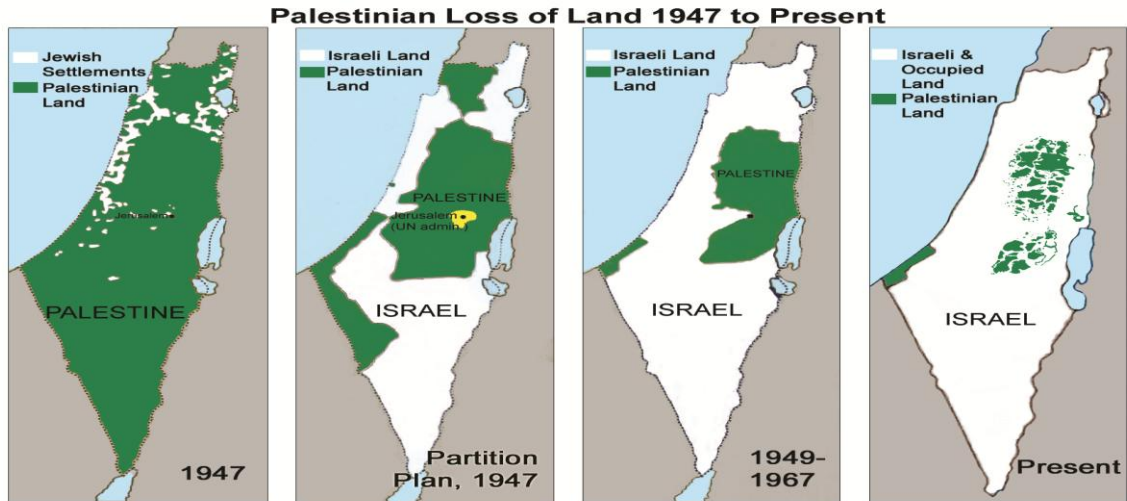 Palestinian Loss of Land 1947 to Present
Jewish
Settlements
Palestinian
Land
Jerusalem
PALESTINE
1947
Israeli Land
Palestinian
Land
PALESTINE
Jerusalem
(UN admin.)
ISRAEL
Partition
Plan, 1947
Israeli Land
Palestinian
Land
PALESTINE
ISRAEL
1949-
1967
Israeli &
Occupied
Land
Palestinian
Land
ISRAEL
Present